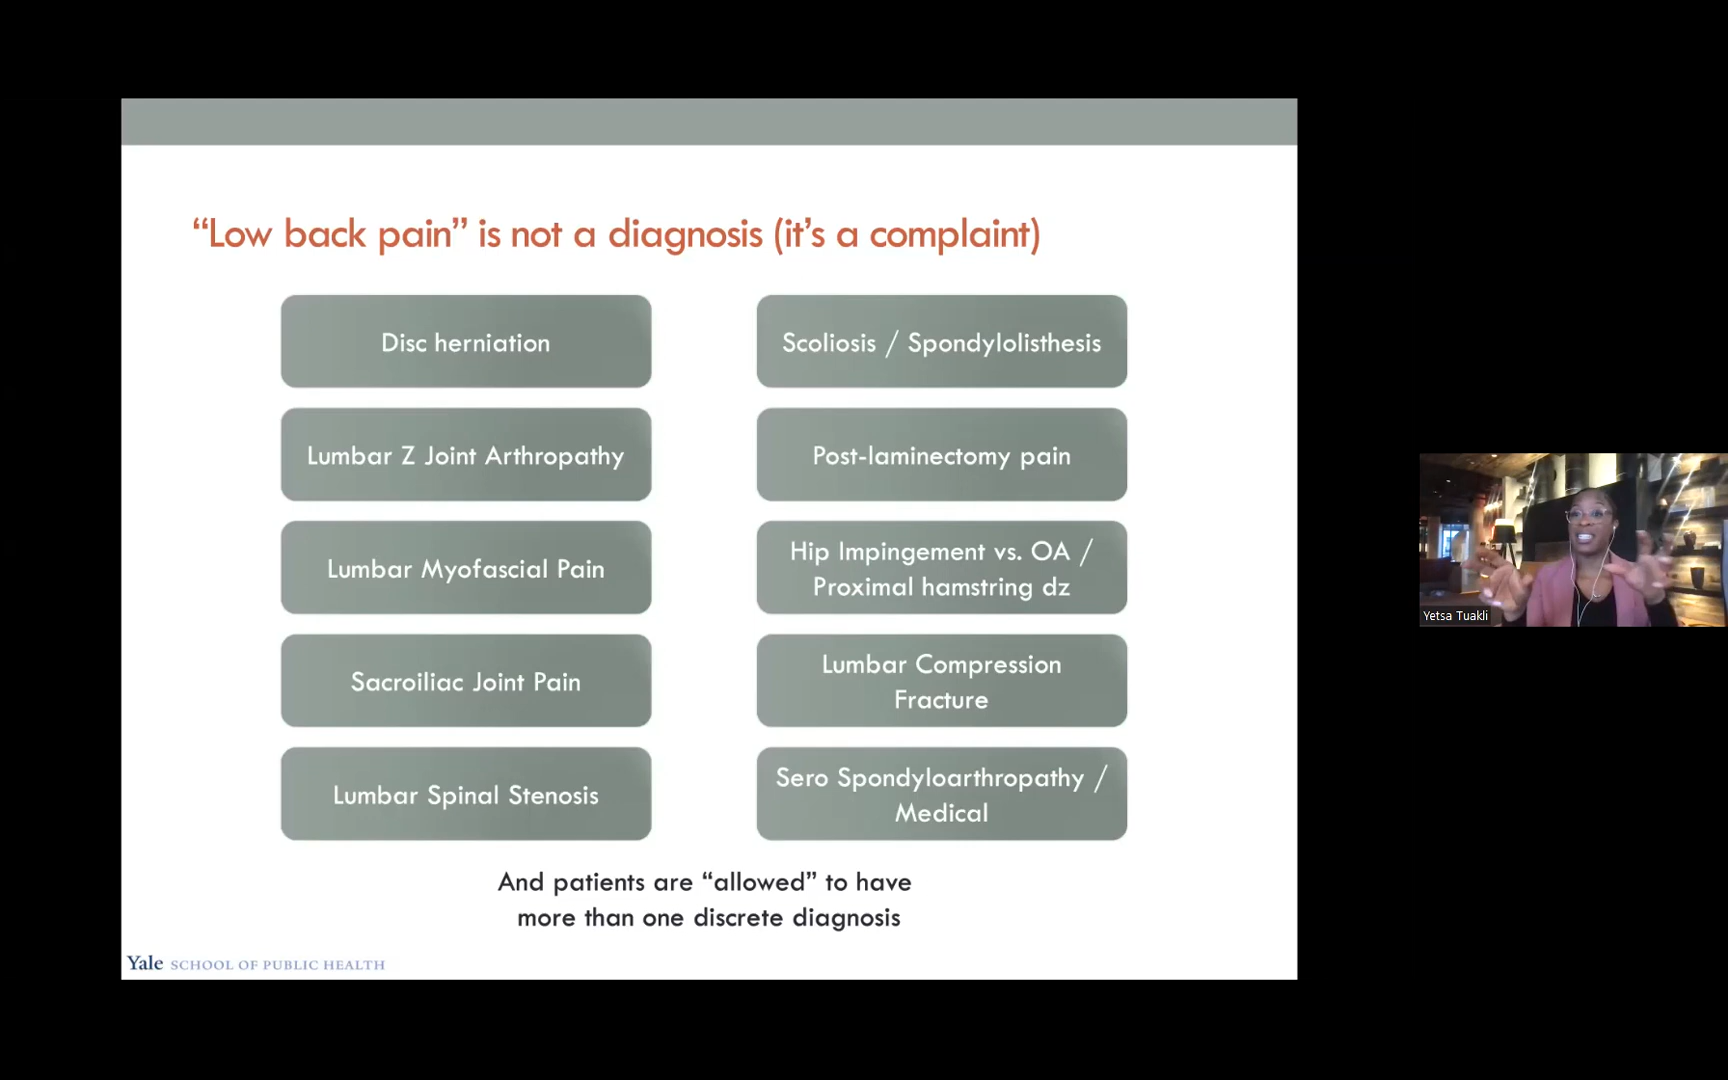 “Low back pain” is not a diagnosis (it’s a complaint)
Disc herniation
Lumbar Z Joint Arthropathy
Lumbar Myofascial Pain
Sacroiliac Joint Pain
Lumbar Spinal Stenosis
Scoliosis / Spondylolisthesis
Post-laminectomy pain
Hip Impingement vs. OA /
Proximal hamstring dz
Lumbar Compression
Fracture
Sero Spondyloarthropathy /
Medical
And patients are “allowed” to have
more than one discrete diagnosis
Yale SCHOOL OF PUBLIC HEALTH
Yetsa Tuakli